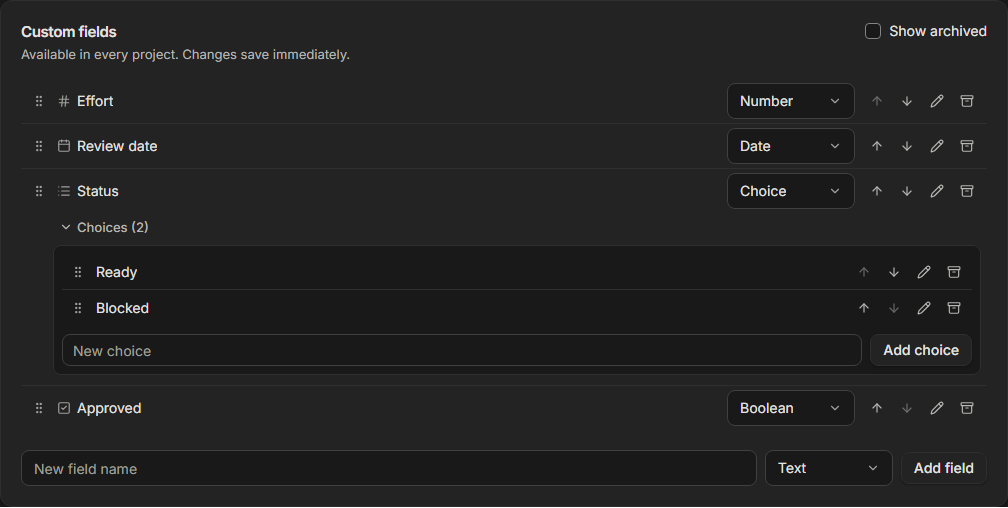 Custom fields
Show archived
Available in every project. Changes save immediately.
Effort
Number
Review date
Date
Status
Choice
Choices (2)
Ready
Blocked
New choice
Add choice
Approved
Boolean
New field name
Text
Add field